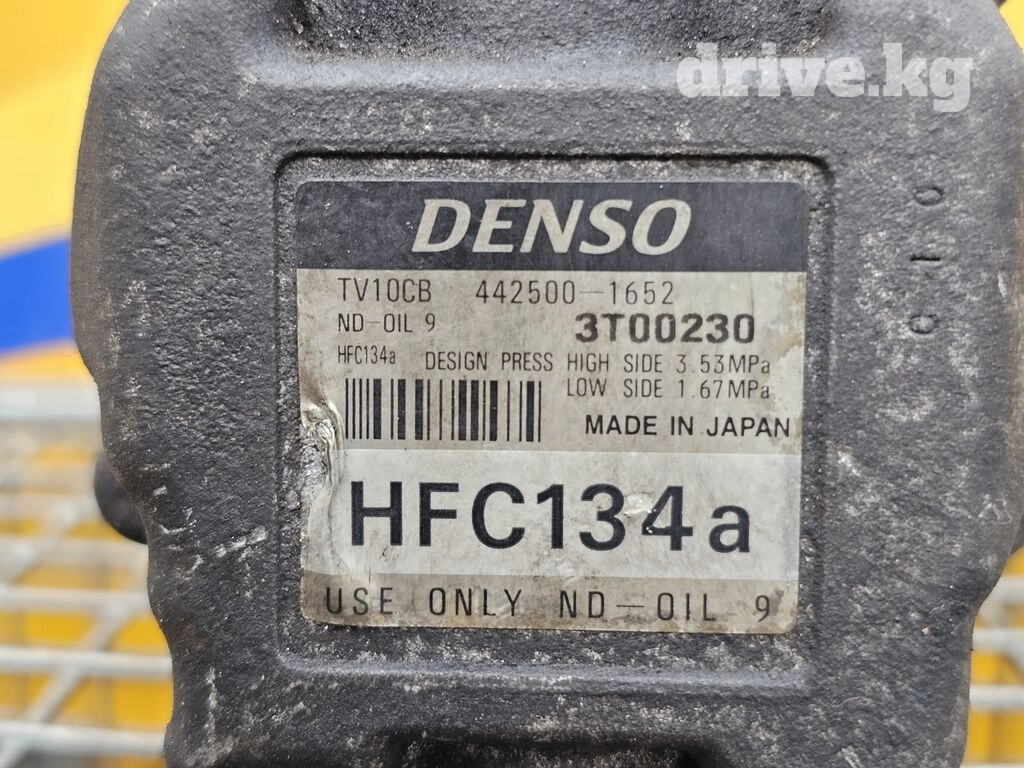 drive.kg
DENSO
TV10CB 442500-1652
ND-OIL 9 3T00230
HFC134a DESIGN PRESS HIGH SIDE 3.53MPa
LOW SIDE 1.67MPa
MADE IN JAPAN
HFC134a
USE ONLY ND-OIL 9